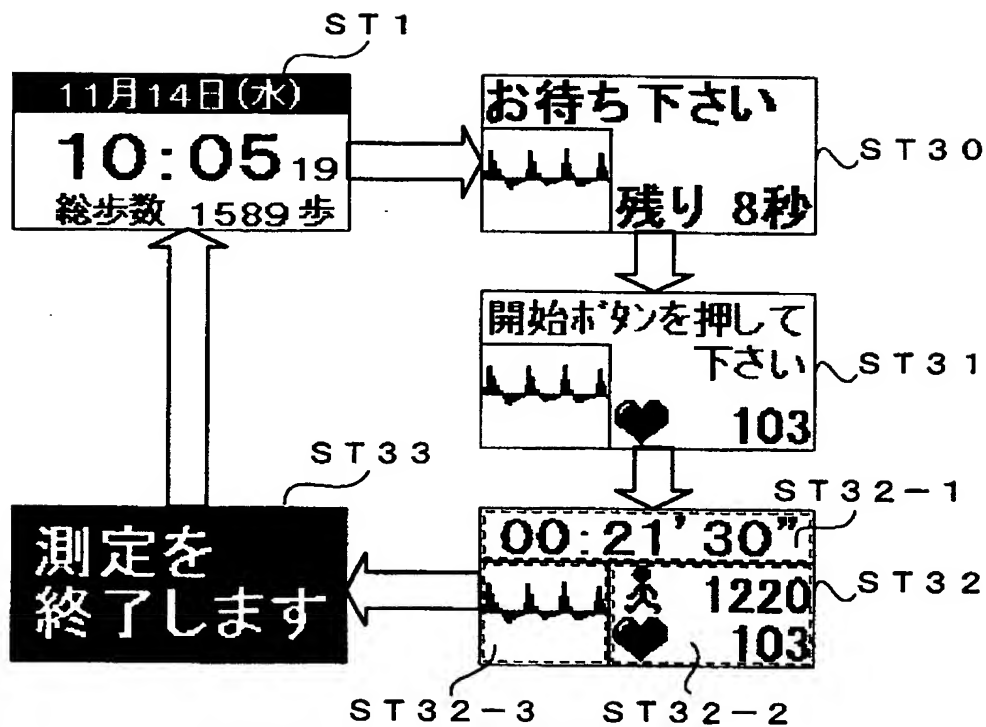 ST1
11月14日(水)
10:05 19
総歩数 1589歩
お待ち下さい
残り 8秒
ST30
開始ボタンを押して
下さい
103
ST31
ST33
測定を
終了します
ST32-1
00:21'30"
1220
103
ST32
ST32-3
ST32-2